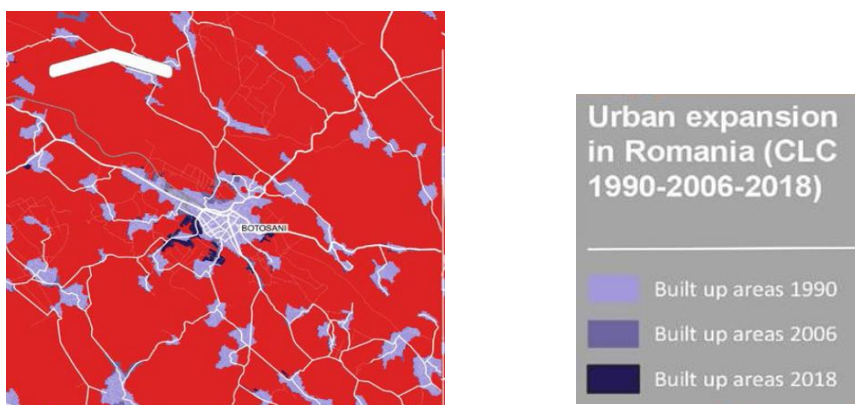 BOTOSANI
Urban expansion
in Romania (CLC
1990-2006-2018)
Built up areas 1990
Built up areas 2006
Built up areas 2018